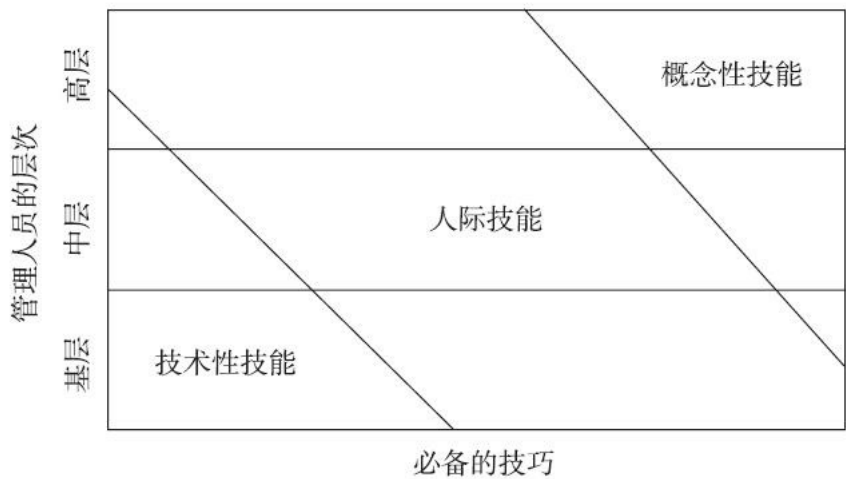 管理人员的层次
高层
概念性技能
中层
人际技能
基层
技术性技能
必备的技巧